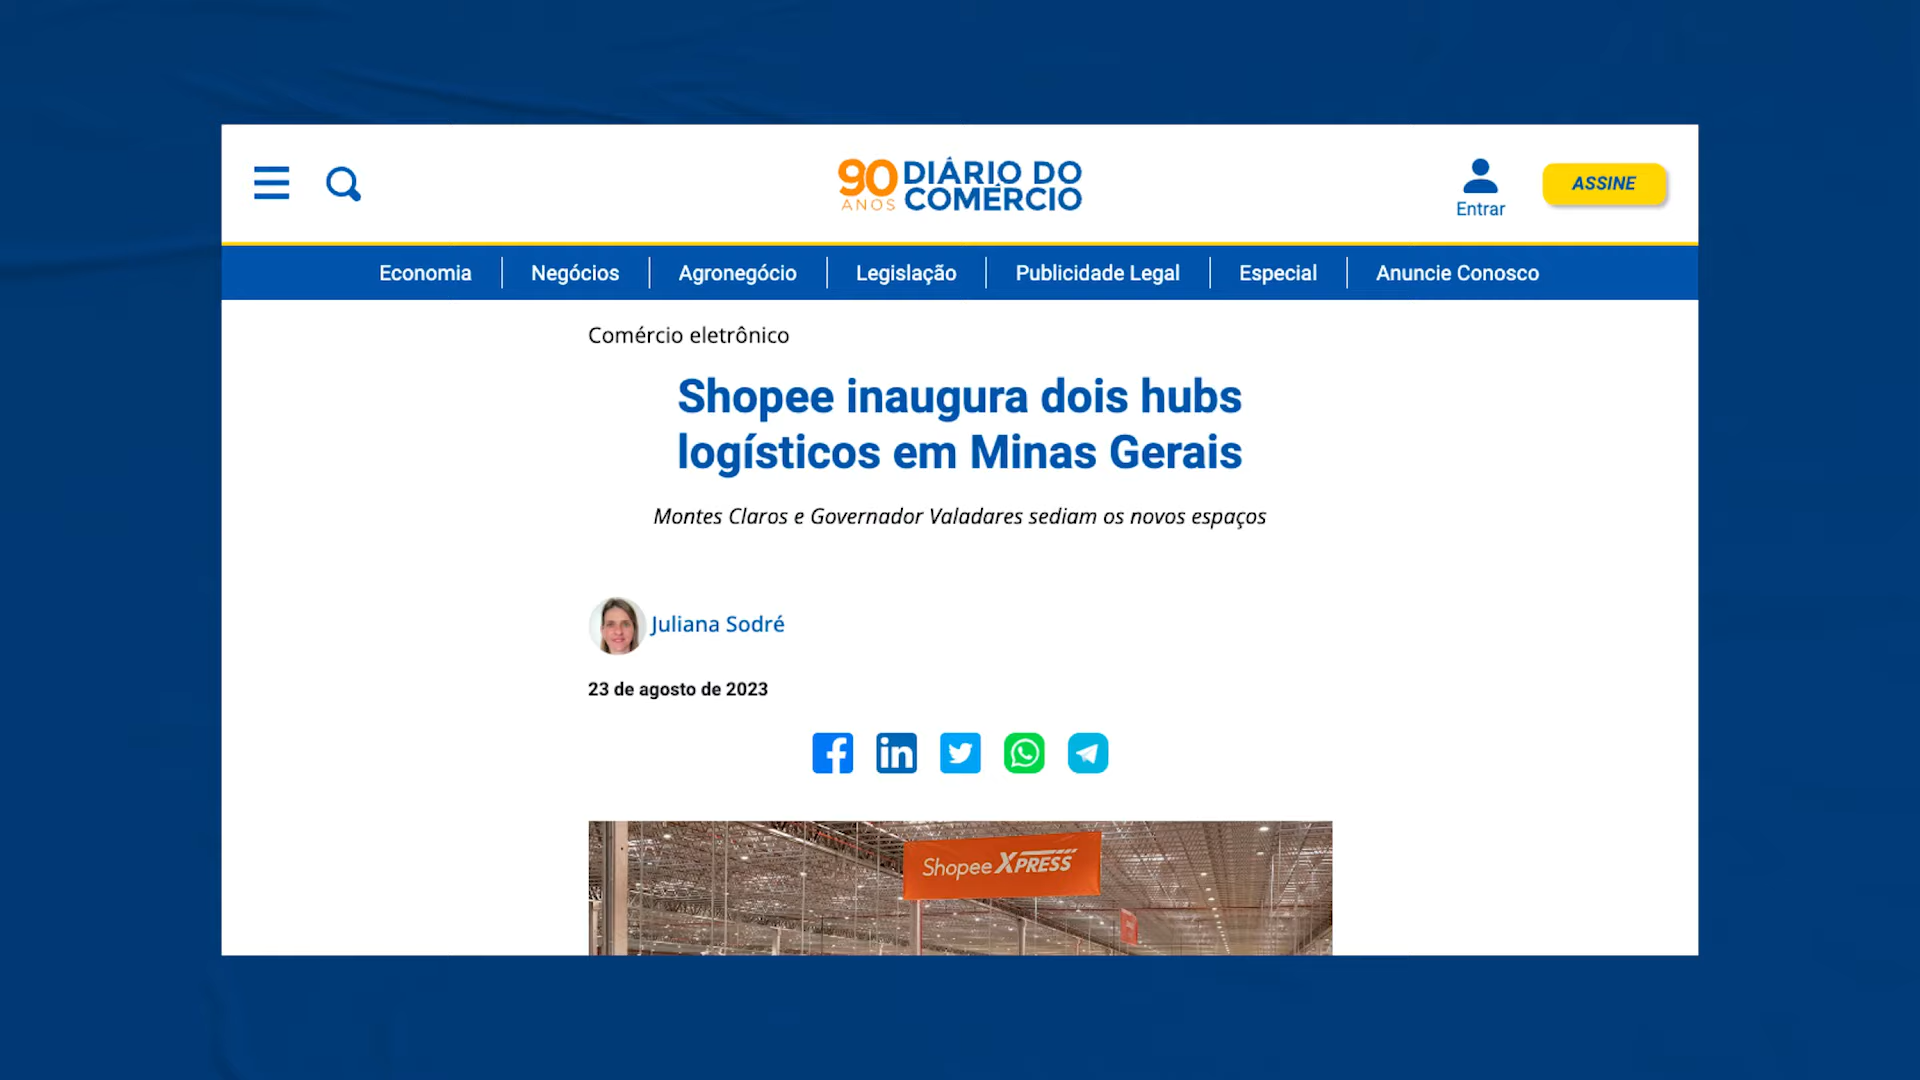 90 ANOS DIÁRIO DO COMÉRCIO
Entrar
ASSINE
Economia Negócios Agronegócio Legislação Publicidade Legal Especial Anuncie Conosco
Comércio eletrônico
Shopee inaugura dois hubs
logísticos em Minas Gerais
Montes Claros e Governador Valadares sediam os novos espaços
Juliana Sodré
23 de agosto de 2023
Shopee XPRESS